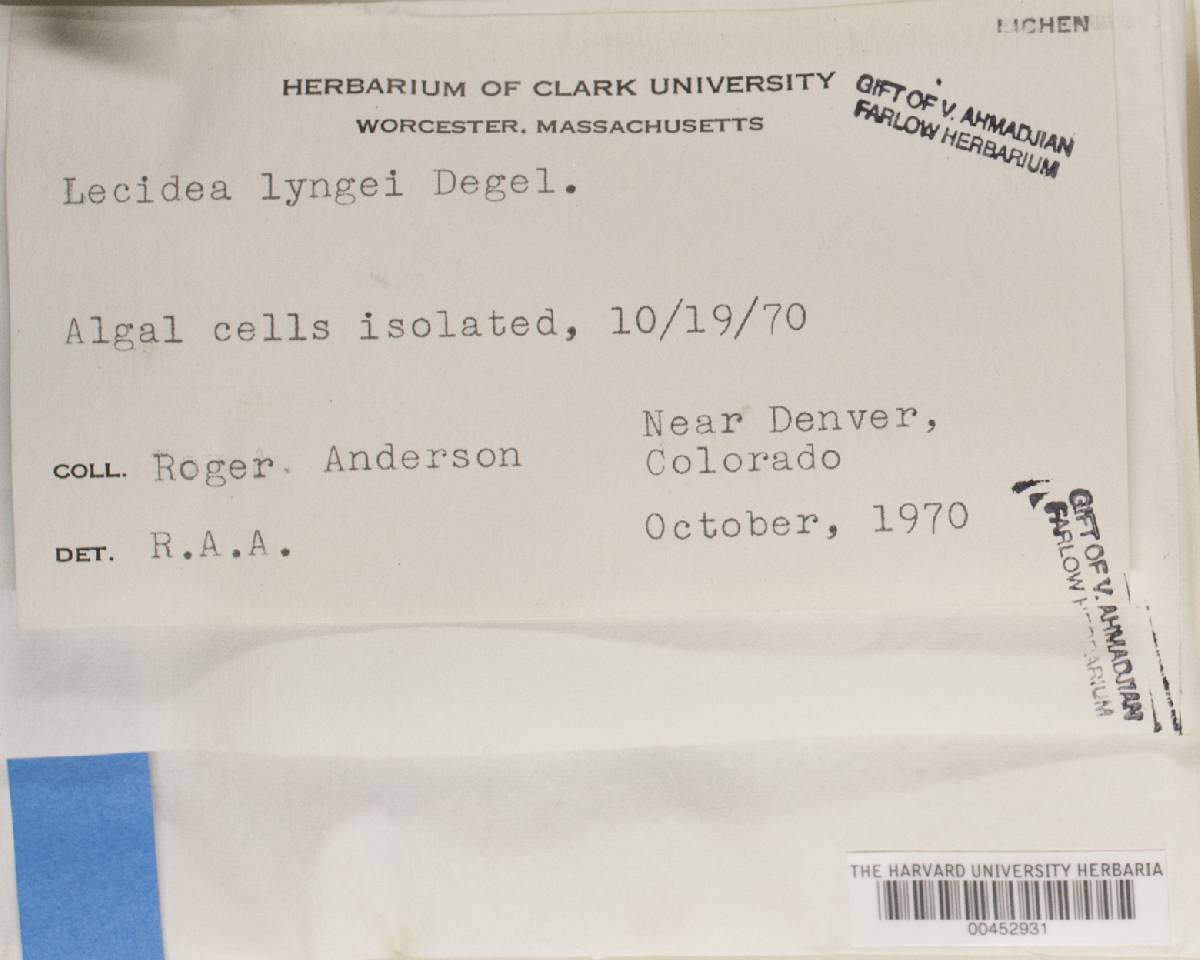 LICHEN
HERBARIUM OF CLARK UNIVERSITY
WORCESTER, MASSACHUSETTS
GIFT OF V. AHMADJIAN
FARLOW HERBARIUM
Lecidea lyngei Degel.
Algal cells isolated, 10/19/70
COLL. Roger Anderson
Near Denver,
Colorado
DET. R.A.A.
October, 1970
GIFT OF V. AHMADJIAN
FARLOW HERBARIUM
THE HARVARD UNIVERSITY HERBARIA
00452931